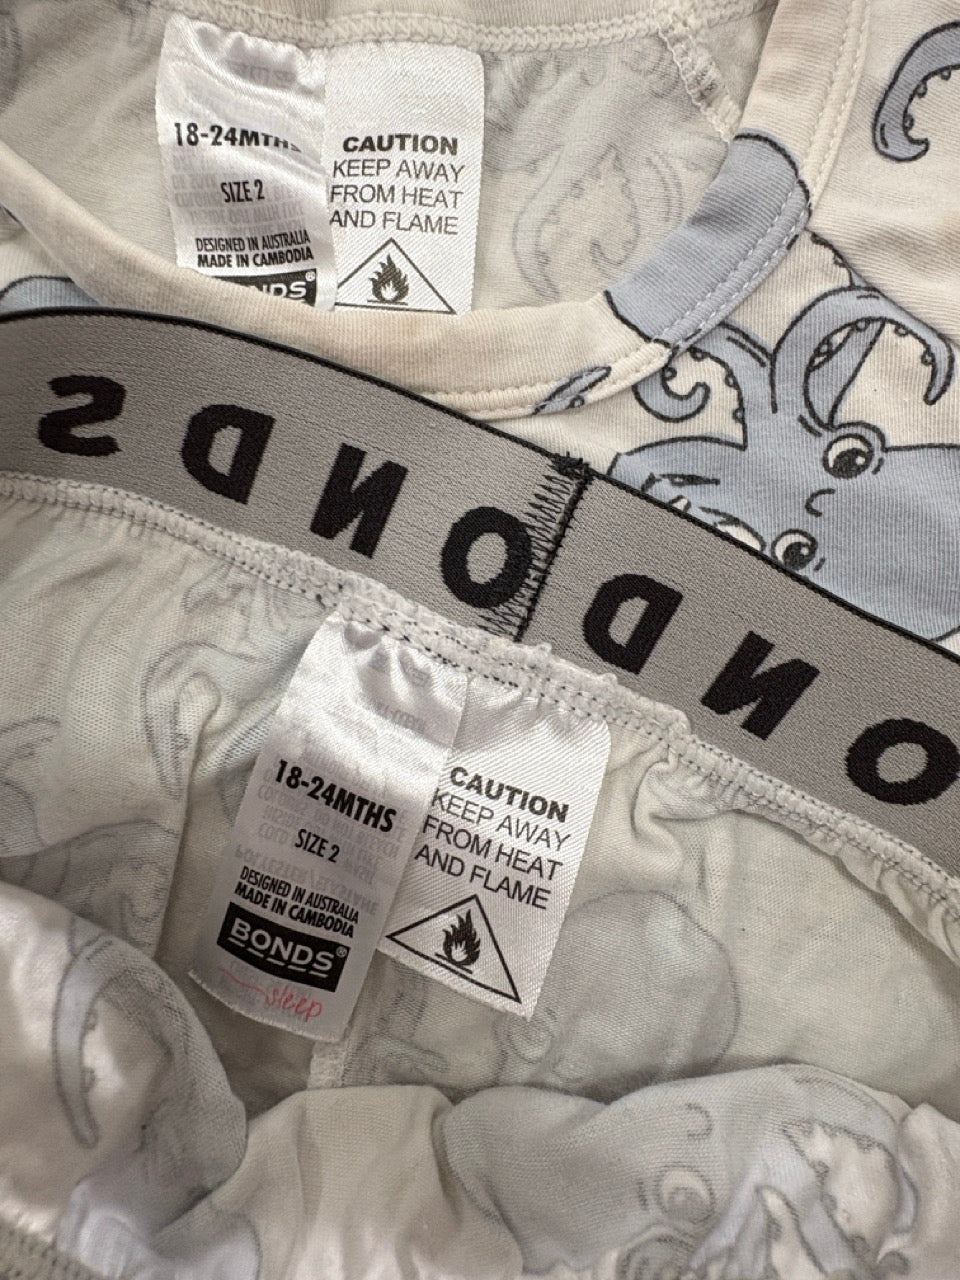 18-24MTHS
SIZE 2
DESIGNED IN AUSTRALIA
MADE IN CAMBODIA
BONDS
CAUTION
KEEP AWAY
FROM HEAT
AND FLAME
BONDS
BONDS
18-24MTHS
SIZE 2
DESIGNED IN AUSTRALIA
MADE IN CAMBODIA
BONDS®
sleep
CAUTION
KEEP AWAY
FROM HEAT
AND FLAME